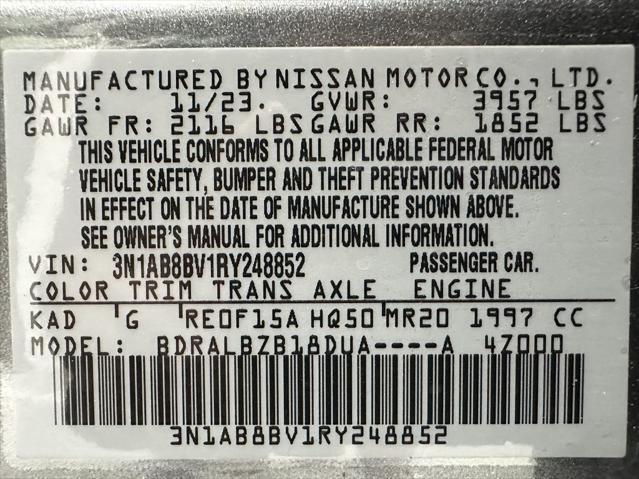 MANUFACTURED BY NISSAN MOTOR CO., LTD.
DATE: 11/23. GVWR: 3957 LBS
GAWR FR: 2116 LBS GAWR RR: 1852 LBS
THIS VEHICLE CONFORMS TO ALL APPLICABLE FEDERAL MOTOR
VEHICLE SAFETY, BUMPER AND THEFT PREVENTION STANDARDS
IN EFFECT ON THE DATE OF MANUFACTURE SHOWN ABOVE.
SEE OWNER'S MANUAL FOR ADDITIONAL INFORMATION.
VIN: 3N1AB8BV1RY248852 PASSENGER CAR.
COLOR TRIM TRANS AXLE ENGINE
KAD G RE0F15A HQ50 MR20 1997 CC
MODEL: BDRALBZB18DUA----A 4Z000
3N1AB8BV1RY248852